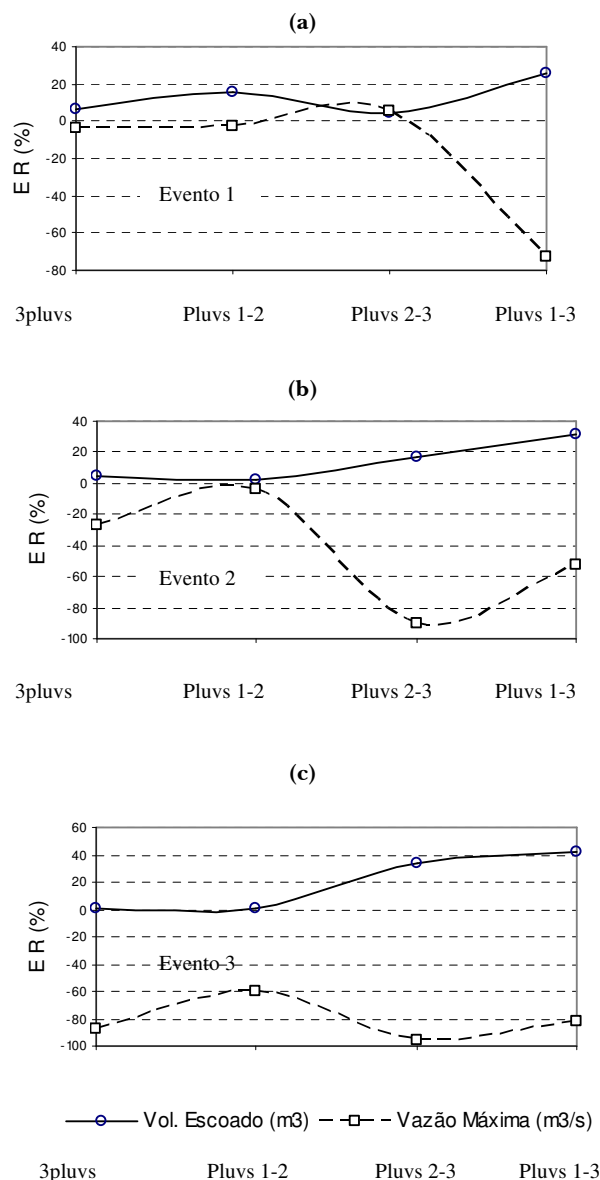 (a)
40
20
0
-20
-40
-60
-80
E R (%)
Evento 1
3pluvs Pluvs 1-2 Pluvs 2-3 Pluvs 1-3
(b)
40
20
0
-20
-40
-60
-80
-100
E R (%)
Evento 2
3pluvs Pluvs 1-2 Pluvs 2-3 Pluvs 1-3
(c)
60
40
20
0
-20
-40
-60
-80
-100
E R (%)
Evento 3
Vol. Escoado (m3) Vazão Máxima (m3/s)
3pluvs Pluvs 1-2 Pluvs 2-3 Pluvs 1-3